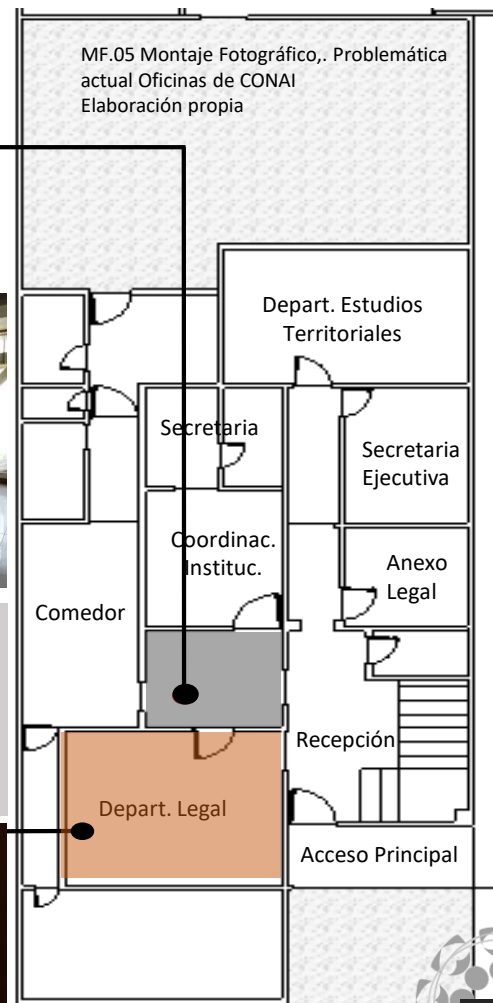 MF.05 Montaje Fotográfico,. Problemática
actual Oficinas de CONAI
Elaboración propia
Depart. Estudios
Territoriales
Secretaria
Secretaria
Ejecutiva
Coordinac.
Instituc.
Anexo
Legal
Comedor
Recepción
Depart. Legal
Acceso Principal